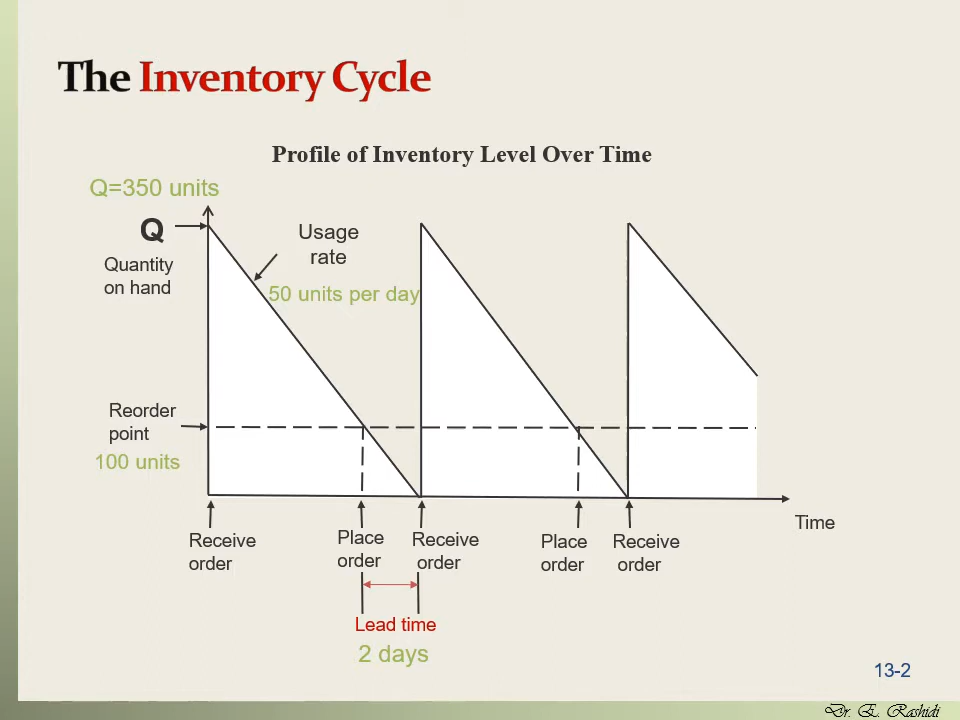 The Inventory Cycle
Profile of Inventory Level Over Time
Q=350 units
Q
Quantity
on hand
Usage
rate
50 units per day
Reorder
point
100 units
Time
Receive
order
Place
order
Receive
order
Place
order
Receive
order
Lead time
2 days
13-2
Dr. E. Rashidi